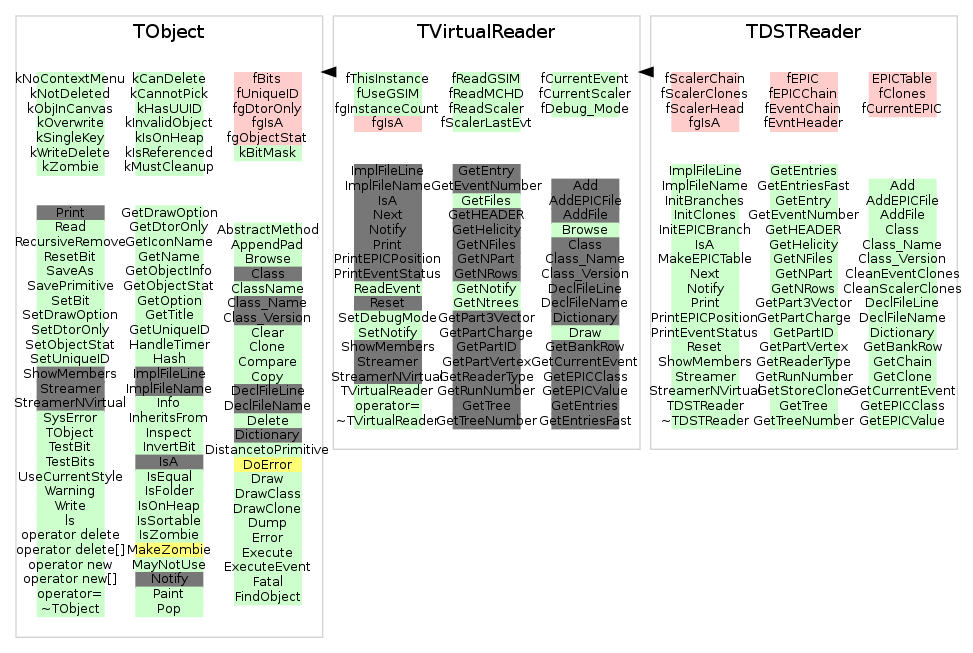 TObject
kNoContextMenu
kNotDeleted
kObjInCanvas
kOverwrite
kSingleKey
kWriteDelete
kZombie
kCanDelete
kCannotPick
kHasUUID
kInvalidObject
kIsOnHeap
kIsReferenced
kMustCleanup
fBits
fUniqueID
fgDtorOnly
fgIsA
fgObjectStat
kBitMask
Print
Read
RecursiveRemove
ResetBit
SaveAs
SavePrimitive
SetBit
SetDrawOption
SetDtorOnly
SetObjectStat
SetUniqueID
ShowMembers
Streamer
StreamerNVirtual
SysError
TObject
TestBit
TestBits
UseCurrentStyle
Warning
Write
ls
operator delete
operator delete[]
operator new
operator new[]
operator=
~TObject
GetDrawOption
GetDtorOnly
GetIconName
GetName
GetObjectInfo
GetObjectStat
GetOption
GetTitle
GetUniqueID
HandleTimer
Hash
ImplFileLine
ImplFileName
Info
InheritsFrom
Inspect
InvertBit
IsA
IsEqual
IsFolder
IsOnHeap
IsSortable
IsZombie
MakeZombie
MayNotUse
Notify
Paint
Pop
AbstractMethod
AppendPad
Browse
Class
ClassName
Class_Name
Class_Version
Clear
Clone
Compare
Copy
DeclFileLine
DeclFileName
Delete
Dictionary
DistancetoPrimitive
DoError
Draw
DrawClass
DrawClone
Dump
Error
Execute
ExecuteEvent
Fatal
FindObject
TVirtualReader
fThisInstance
fUseGSIM
fgInstanceCount
fgIsA
fReadGSIM
fReadMCHD
fReadScaler
fScalerLastEvt
fCurrentEvent
fCurrentScaler
fDebug_Mode
ImplFileLine
ImplFileName
IsA
Next
Notify
Print
PrintEPICPosition
PrintEventStatus
ReadEvent
Reset
SetDebugMode
SetNotify
ShowMembers
Streamer
StreamerNVirtual
TVirtualReader
operator=
~TVirtualReader
GetEntry
GetEventNumber
GetFiles
GetHEADER
GetHelicity
GetNFiles
GetNPart
GetNRows
GetNotify
GetNtrees
GetPart3Vector
GetPartCharge
GetPartID
GetPartVertex
GetReaderType
GetRunNumber
GetTree
GetTreeNumber
Add
AddEPICFile
AddFile
Browse
Class
Class_Name
Class_Version
DeclFileLine
DeclFileName
Dictionary
Draw
GetBankRow
GetCurrentEvent
GetEPICClass
GetEPICValue
GetEntries
GetEntriesFast
TDSTReader
fScalerChain
fScalerClones
fScalerHead
fgIsA
fEPIC
fEPICChain
fEventChain
fEvntHeader
EPICTable
fClones
fCurrentEPIC
ImplFileLine
ImplFileName
InitBranches
InitClones
InitEPICBranch
IsA
MakeEPICTable
Next
Notify
Print
PrintEPICPosition
PrintEventStatus
Reset
ShowMembers
Streamer
StreamerNVirtual
TDSTReader
~TDSTReader
GetEntries
GetEntriesFast
GetEntry
GetEventNumber
GetHEADER
GetHelicity
GetNFiles
GetNPart
GetNRows
GetPart3Vector
GetPartCharge
GetPartID
GetPartVertex
GetReaderType
GetRunNumber
GetStoreClone
GetTree
GetTreeNumber
Add
AddEPICFile
AddFile
Class
Class_Name
Class_Version
CleanEventClones
CleanScalerClones
DeclFileLine
DeclFileName
Dictionary
GetBankRow
GetChain
GetClone
GetCurrentEvent
GetEPICClass
GetEPICValue